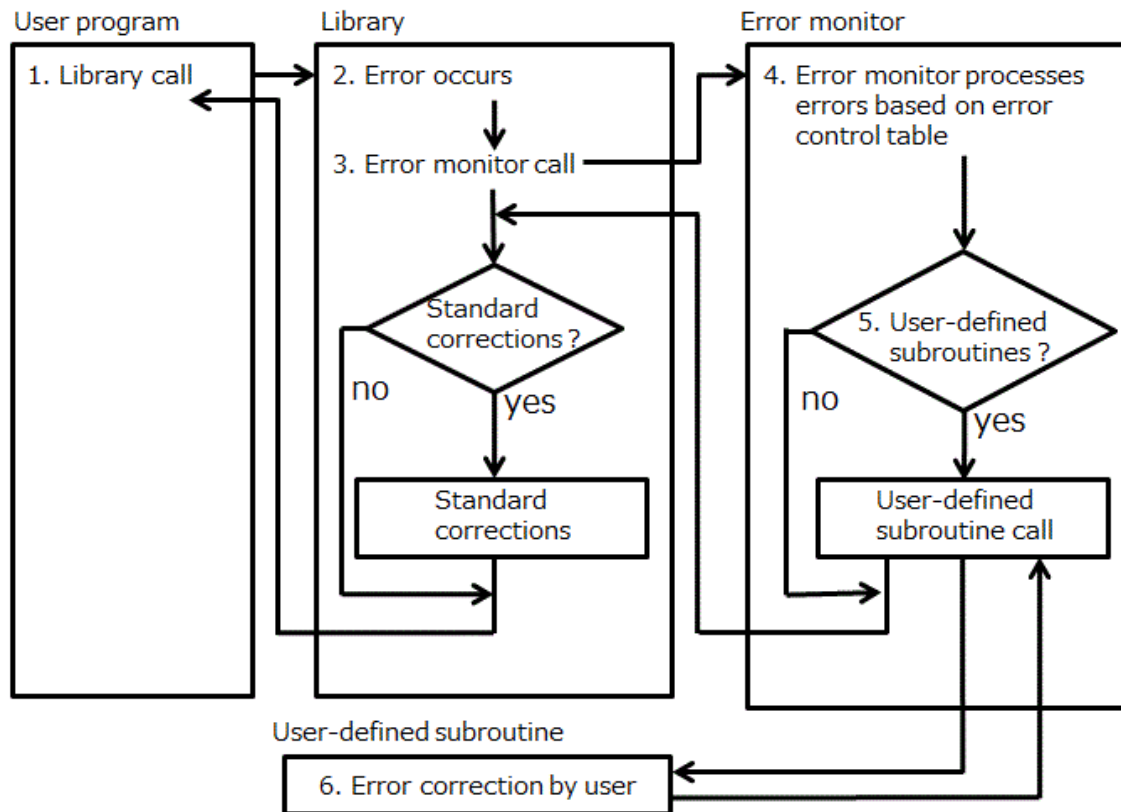 User program
Library
Error monitor
1. Library call
2. Error occurs
3. Error monitor call
Standard
corrections ?
no
yes
Standard
corrections
4. Error monitor processes
errors based on error
control table
5. User-defined
subroutines ?
no
yes
User-defined
subroutine call
User-defined subroutine
6. Error correction by user